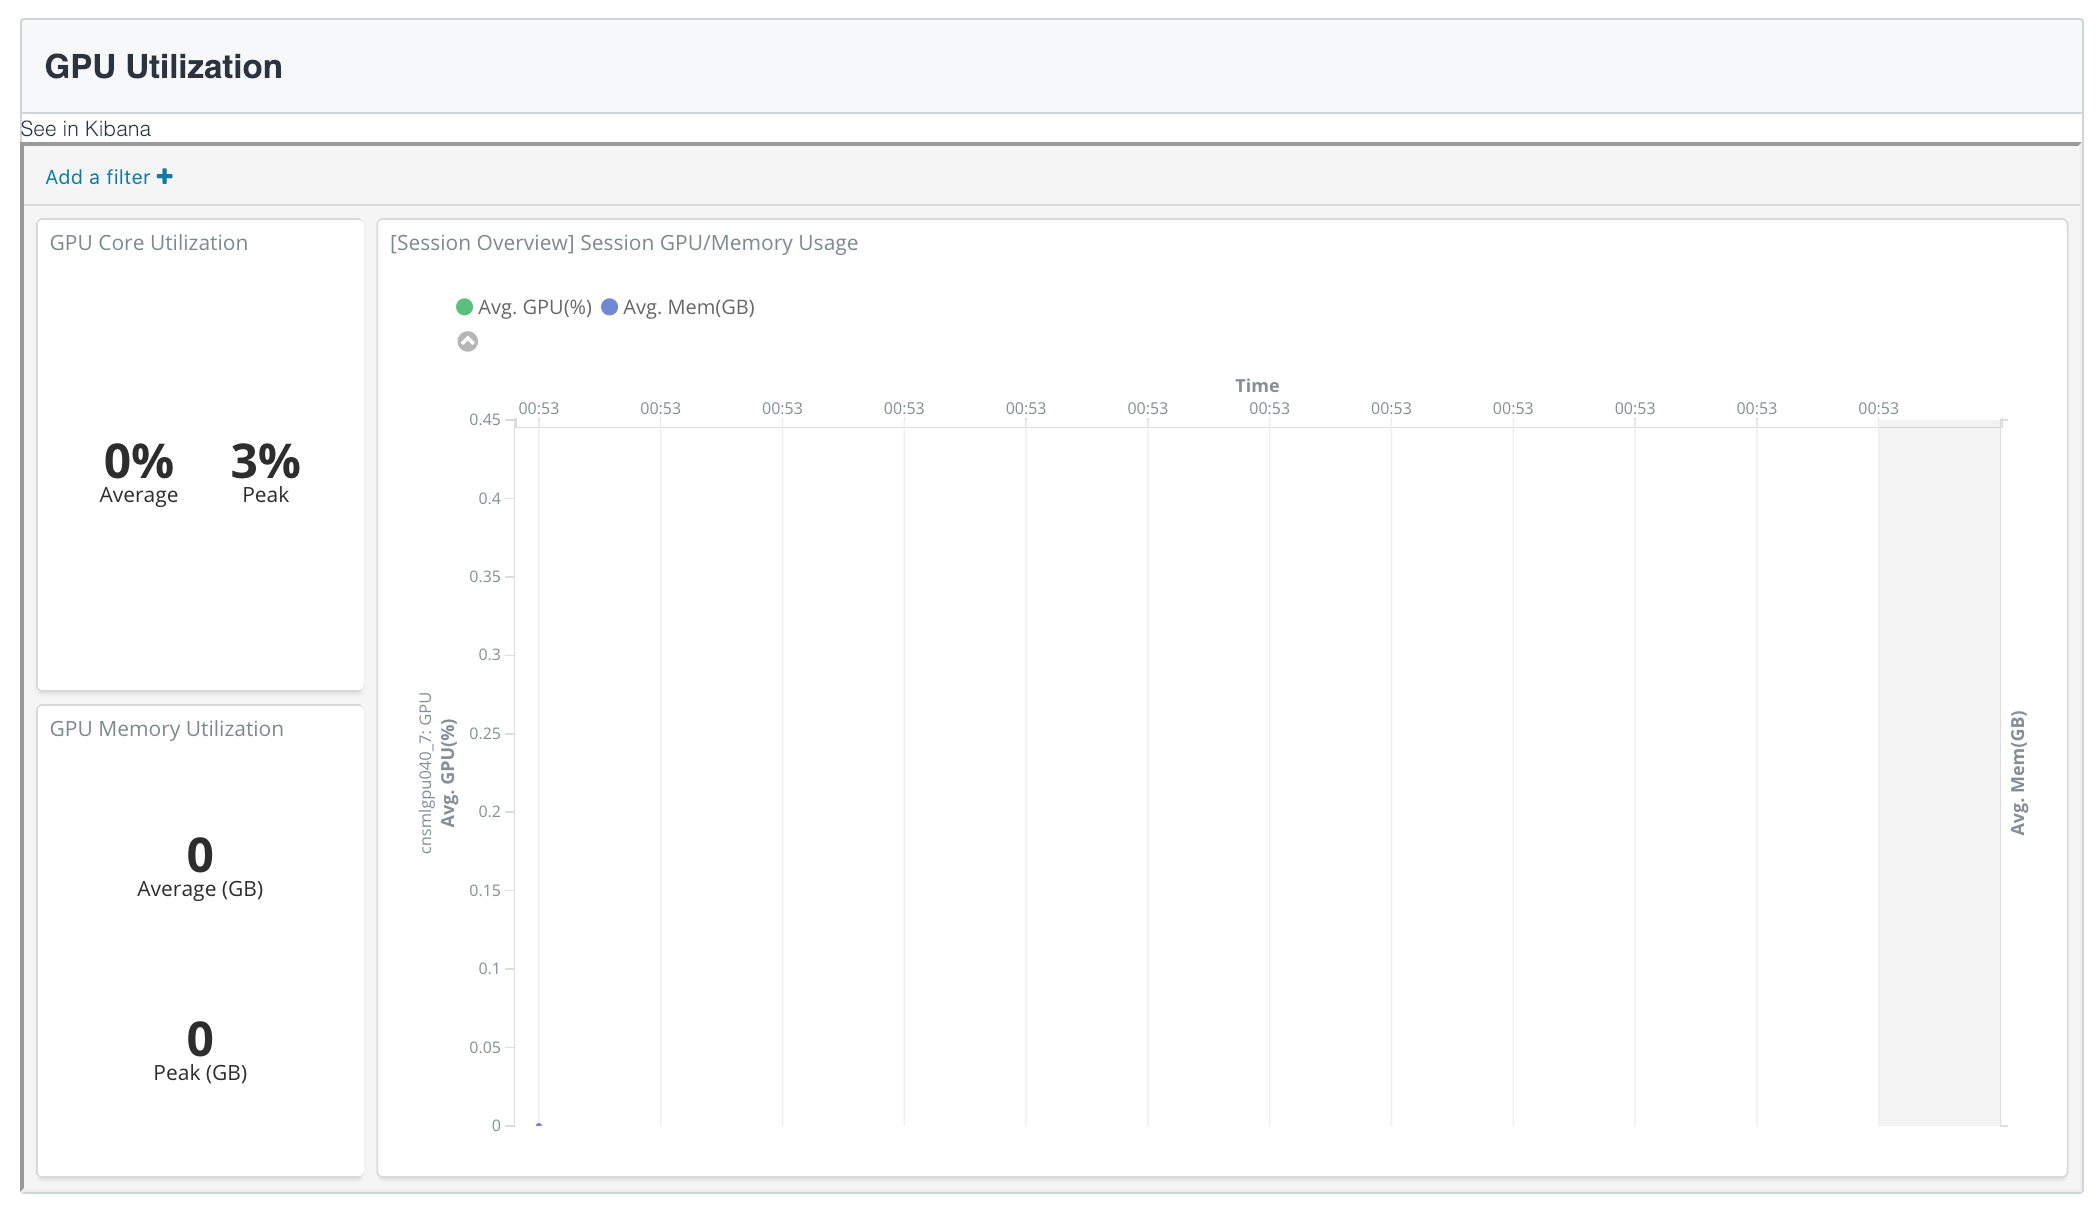 GPU Utilization
See in Kibana
Add a filter
GPU Core Utilization
0% 3%
Average Peak
GPU Memory Utilization
0
Average (GB)
0
Peak (GB)
[Session Overview] Session GPU/Memory Usage
Avg. GPU(%) Avg. Mem(GB)
Time
00:53 00:53 00:53 00:53 00:53 00:53 00:53 00:53 00:53 00:53 00:53 00:53
0.45
0.4
0.35
0.3
0.25
0.2
0.15
0.1
0.05
0
cnsmlgpu040_7: GPU
Avg. GPU(%)
Avg. Mem(GB)